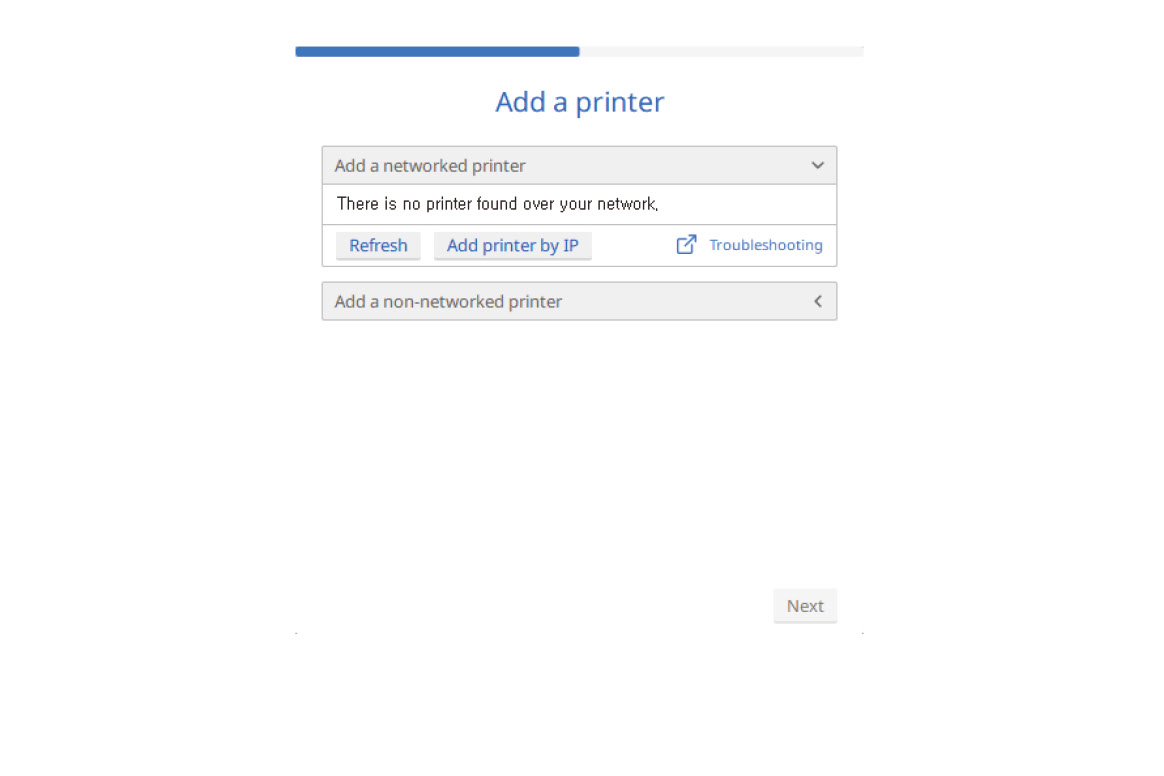 Add a printer
Add a networked printer
There is no printer found over your network.
Refresh Add printer by IP Troubleshooting
Add a non-networked printer
Next